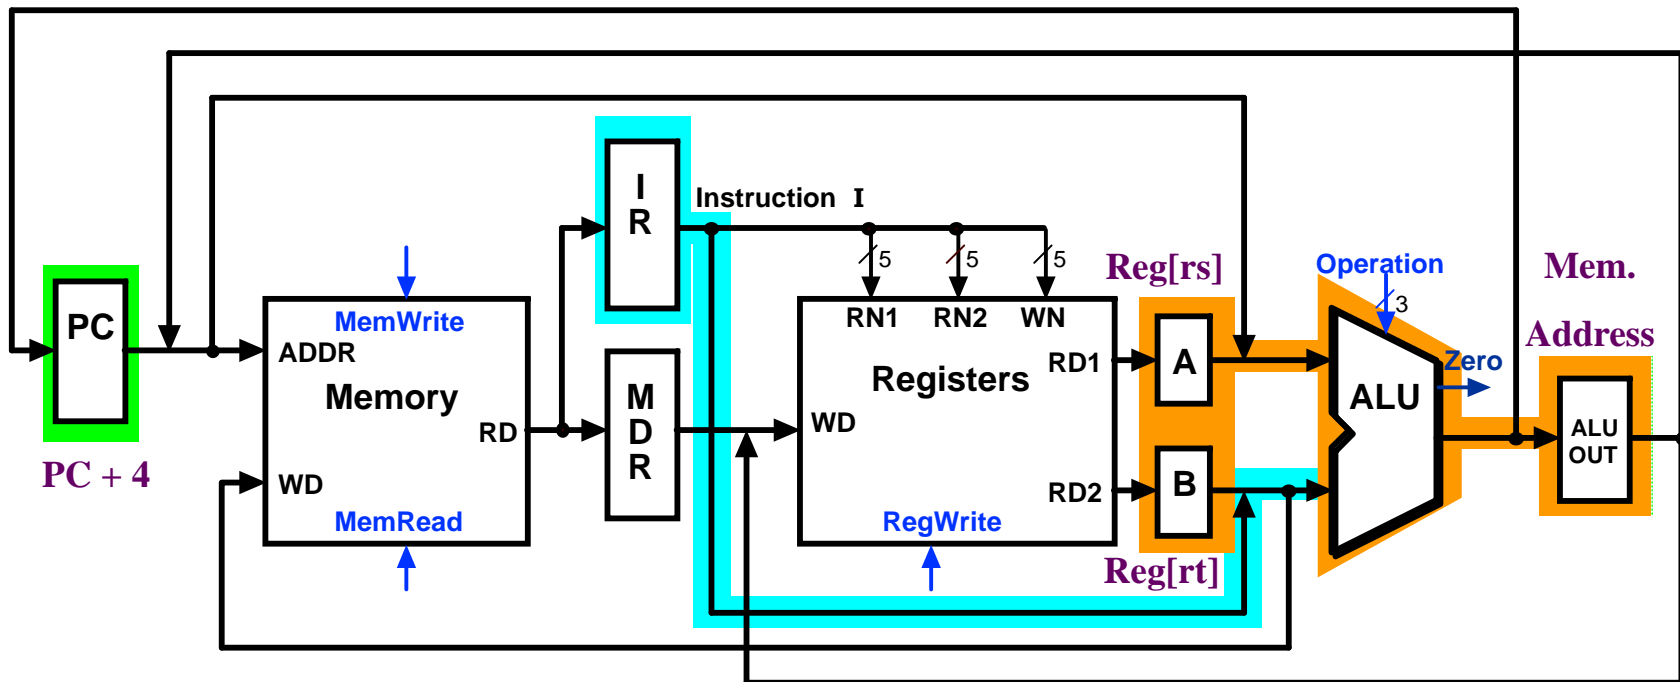 I
R
Instruction I
5
5
5
Reg[rs]
Operation
3
Mem.
Address
PC
MemWrite
ADDR
Memory
RD
WD
MemRead
PC + 4
M
D
R
RN1
RN2
WN
RD1
Registers
WD
RD2
RegWrite
A
B
Reg[rt]
Zero
ALU
ALU
OUT